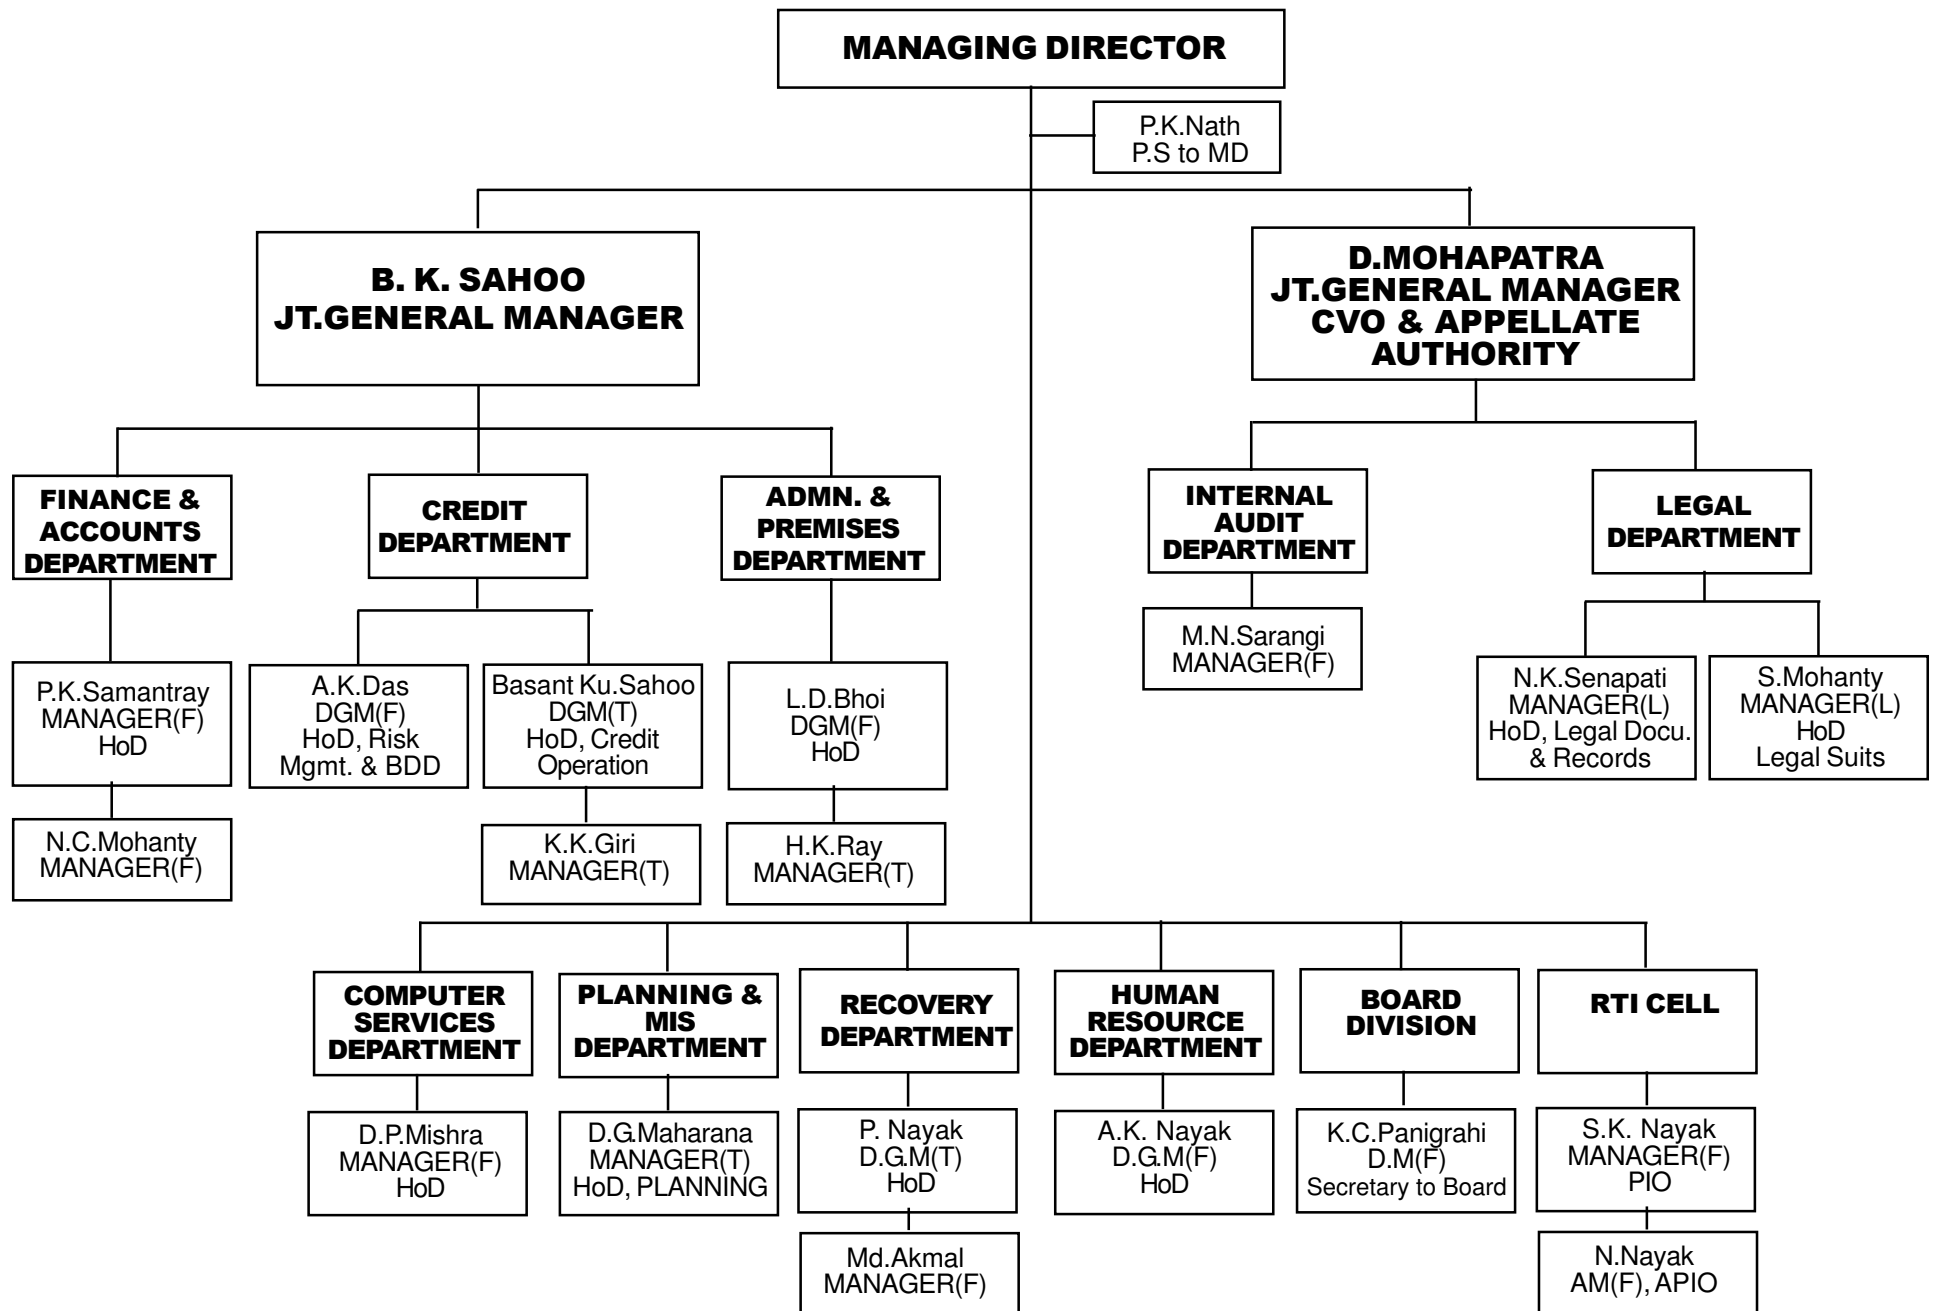 MANAGING DIRECTOR
P.K.Nath
P.S to MD
B. K. SAHOO
JT.GENERAL MANAGER
D.MOHAPATRA
JT.GENERAL MANAGER
CVO & APPELLATE
AUTHORITY
FINANCE &
ACCOUNTS
DEPARTMENT
CREDIT
DEPARTMENT
ADMN. &
PREMISES
DEPARTMENT
INTERNAL
AUDIT
DEPARTMENT
LEGAL
DEPARTMENT
P.K.Samantray
MANAGER(F)
HoD
A.K.Das
DGM(F)
HoD, Risk
Mgmt. & BDD
Basant Ku.Sahoo
DGM(T)
HoD, Credit
Operation
L.D.Bhoi
DGM(F)
HoD
M.N.Sarangi
MANAGER(F)
N.K.Senapati
MANAGER(L)
HoD, Legal Docu.
& Records
S.Mohanty
MANAGER(L)
HoD
Legal Suits
N.C.Mohanty
MANAGER(F)
K.K.Giri
MANAGER(T)
H.K.Ray
MANAGER(T)
COMPUTER
SERVICES
DEPARTMENT
PLANNING &
MIS
DEPARTMENT
RECOVERY
DEPARTMENT
HUMAN
RESOURCE
DEPARTMENT
BOARD
DIVISION
RTI CELL
D.P.Mishra
MANAGER(F)
HoD
D.G.Maharana
MANAGER(T)
HoD, PLANNING
P. Nayak
D.G.M(T)
HoD
A.K. Nayak
D.G.M(F)
HoD
K.C.Panigrahi
D.M(F)
Secretary to Board
S.K. Nayak
MANAGER(F)
PIO
Md.Akmal
MANAGER(F)
N.Nayak
AM(F), APIO